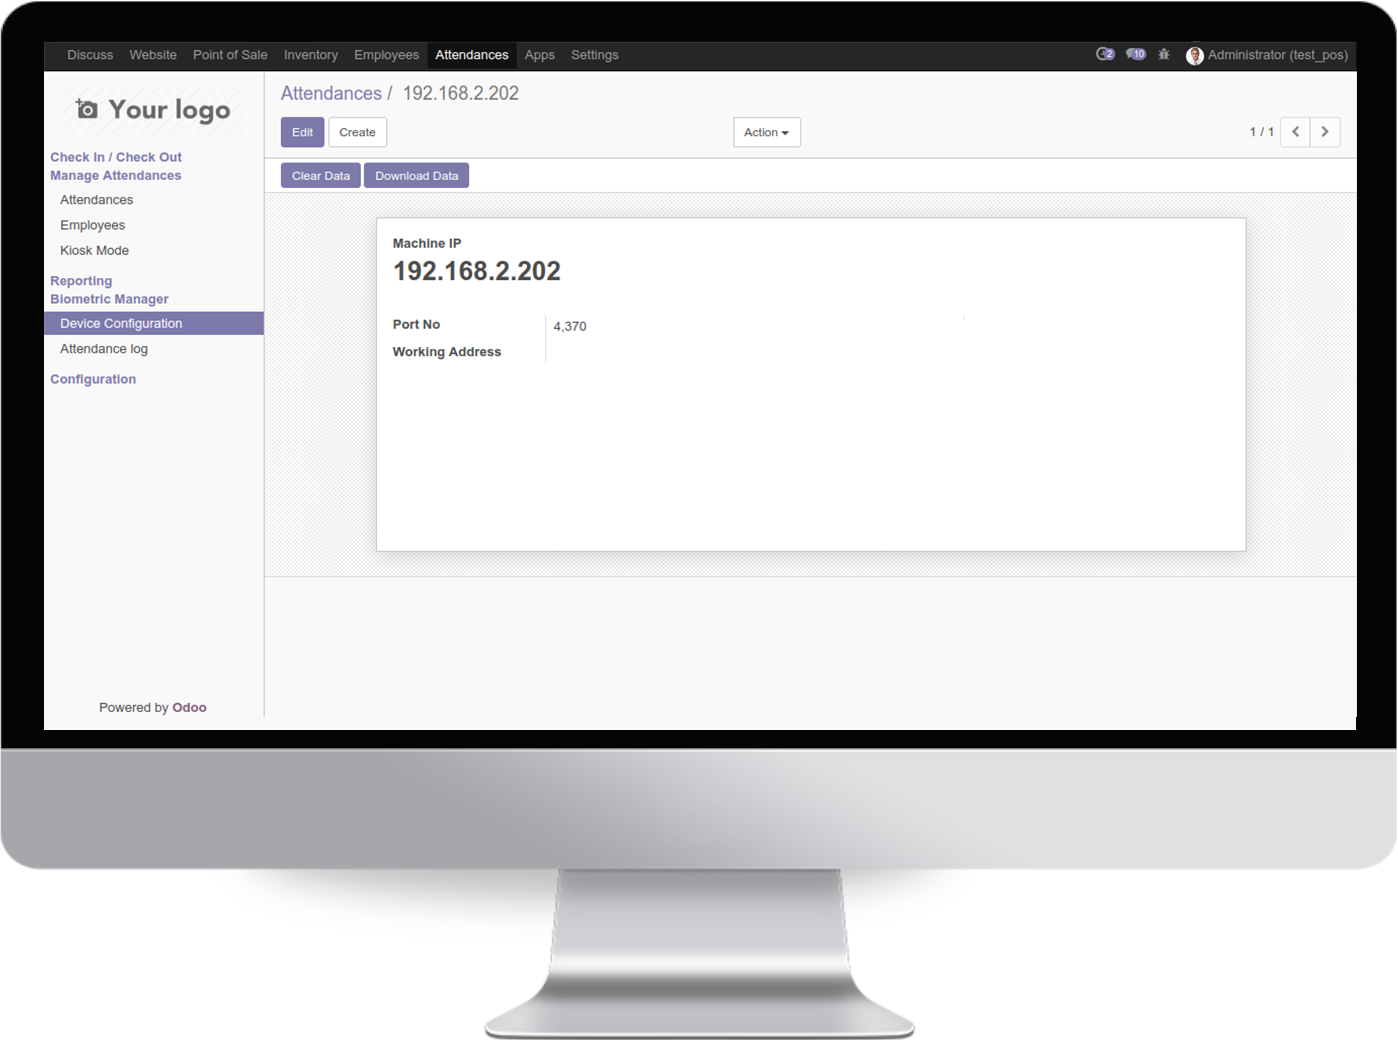 Discuss Website Point of Sale Inventory Employees Attendances Apps Settings 2 10 Administrator (test_pos)
Your logo
Attendances / 192.168.2.202
Edit Create Action 1 / 1
Check In / Check Out
Manage Attendances
Attendances
Employees
Kiosk Mode
Reporting
Biometric Manager
Device Configuration
Attendance log
Configuration
Powered by Odoo
Clear Data Download Data
Machine IP
192.168.2.202
Port No 4,370
Working Address